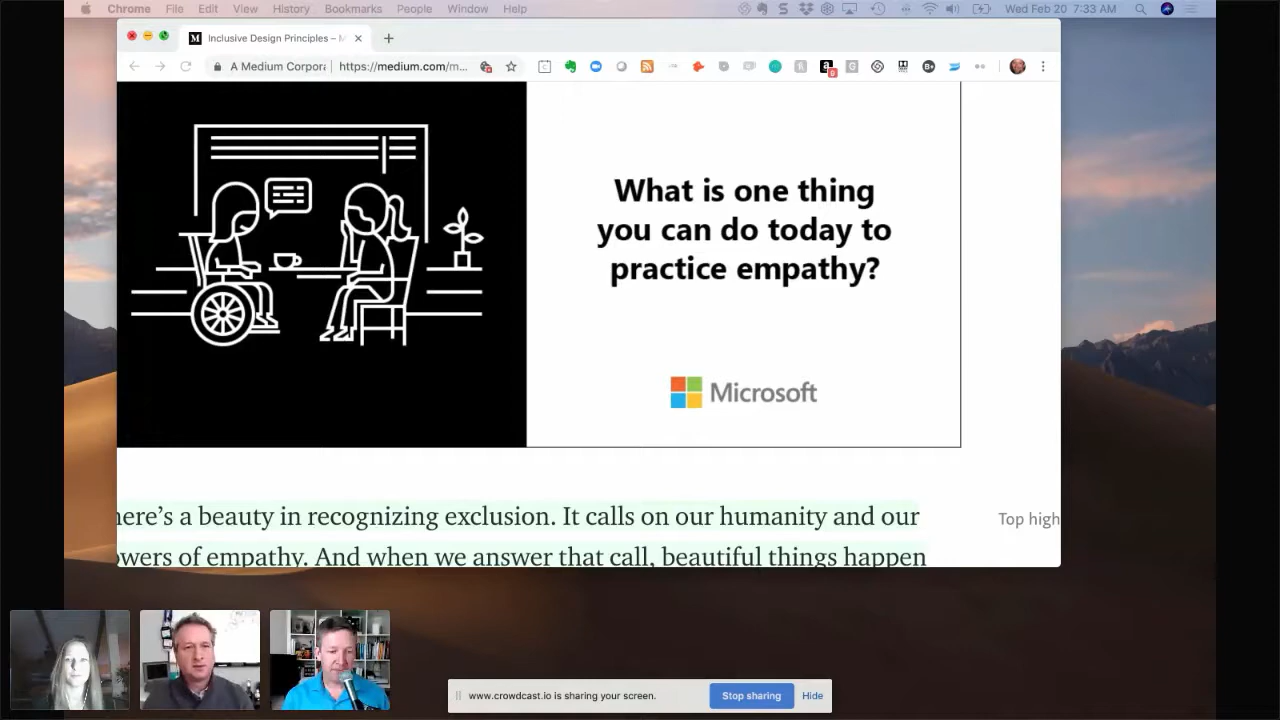 Chrome File Edit View History Bookmarks People Window Help Wed Feb 20 7:33 AM
Inclusive Design Principles – M
A Medium Corpora https://medium.com/m...
What is one thing
you can do today to
practice empathy?
Microsoft
here's a beauty in recognizing exclusion. It calls on our humanity and our
Top high
owers of empathy. And when we answer that call, beautiful things happen
www.crowdcast.io is sharing your screen. Stop sharing Hide